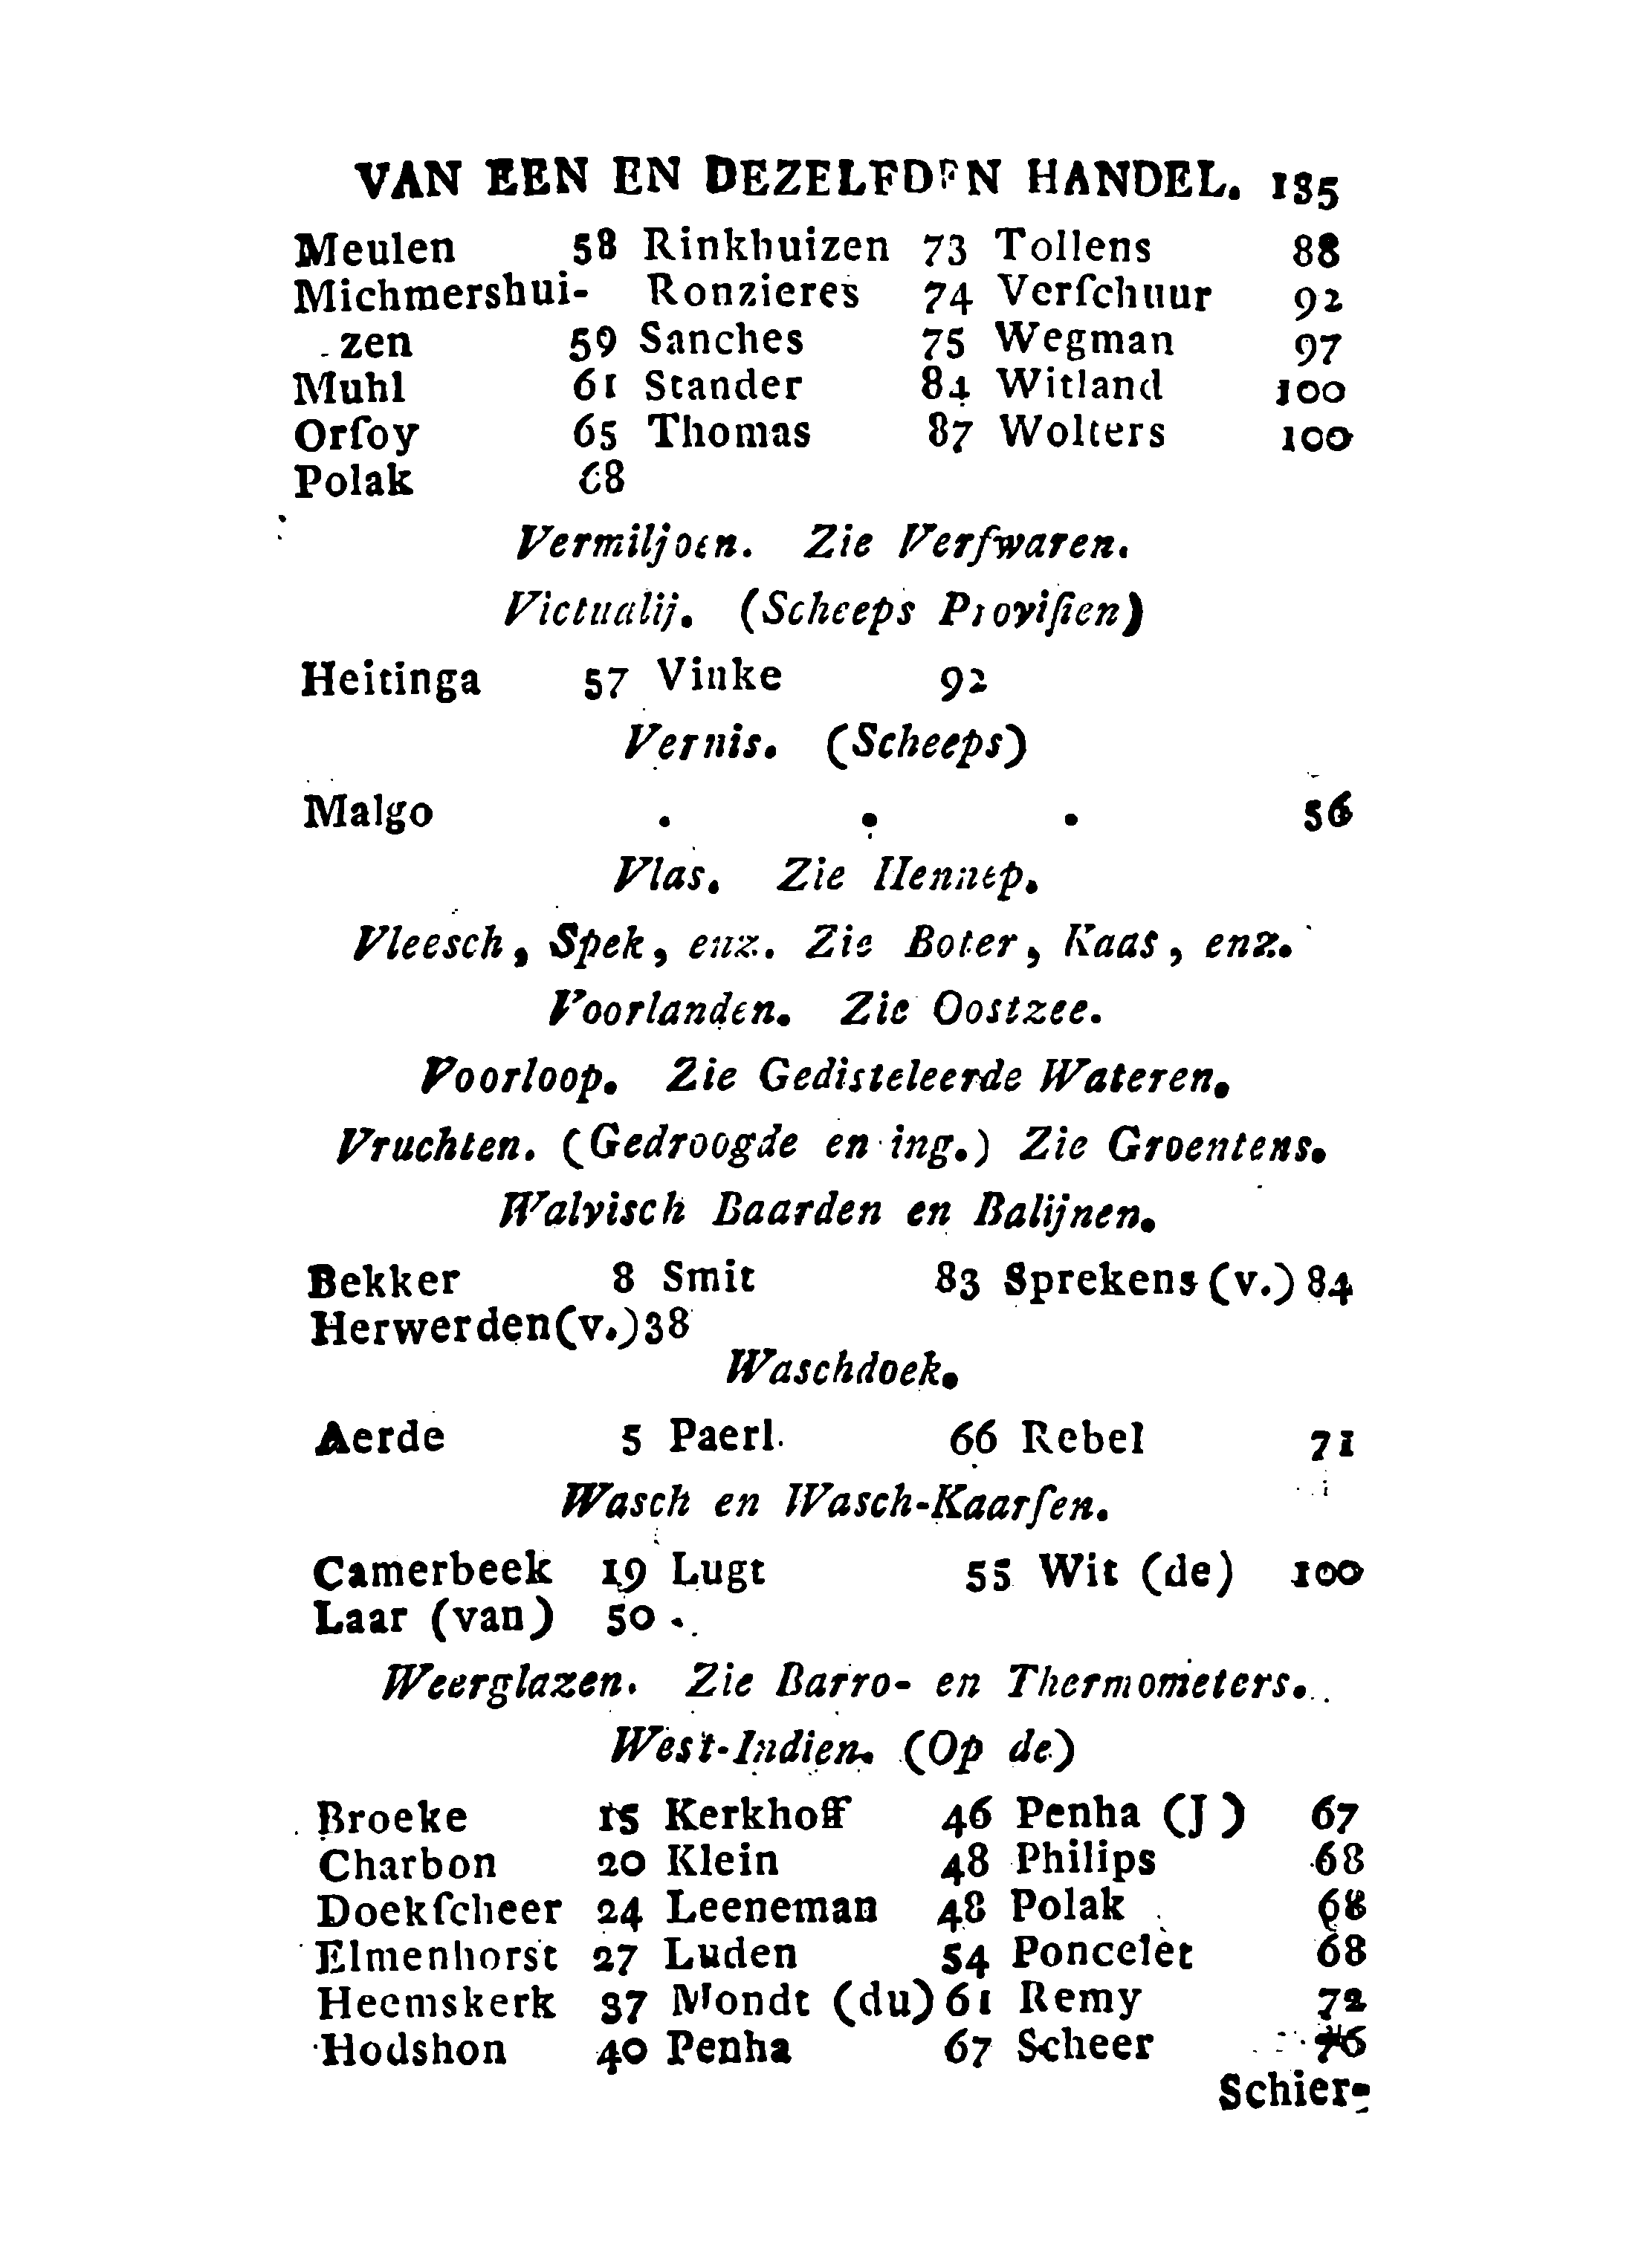 VAN EEN EN DEZELFDEN HANDEL. 135
Meulen 58 Rinkhuizen 73 Tollens 88
Michmershui- Ronzieres 74 Verſchuur 92
zen 59 Sanches 75 Wegman 97
Muhl 61 Stander 84 Witland 100
Orſoy 65 Thomas 87 Wolters 100
Polak 68
Vermiljoen. Zie Verfwaren.
Victualij. (Scheeps Proviſien)
Heitinga 57 Vinke 92
Vernis. (Scheeps)
Malgo . . . 56
Vlas. Zie Hennep.
Vleesch, Spek, enz. Zie Boter, Kaas, enz.
Voorlanden. Zie Oostzee.
Voorloop. Zie Gedisteleerde Wateren.
Vruchten. (Gedroogde en ing.) Zie Groentens.
Walvisch Baarden en Balijnen.
Bekker 8 Smit 83 Sprekens (v.) 84
Herwerden (v.) 38
Waschdoek.
Aerde 5 Paerl 66 Rebel 71
Wasch en Wasch-Kaarſen.
Camerbeek 19 Lugt 55 Wit (de) 100
Laar (van) 50
Weerglazen. Zie Barro- en Thermometers.
West-Indien. (Op de)
Broeke 15 Kerkhoff 46 Penha (J) 67
Charbon 20 Klein 48 Philips 68
Doekſcheer 24 Leeneman 48 Polak 68
Elmenhorst 27 Luden 54 Poncelet 68
Heemskerk 37 Mondt (du) 61 Remy 72
Hodshon 40 Penha 67 Scheer 76
Schier-